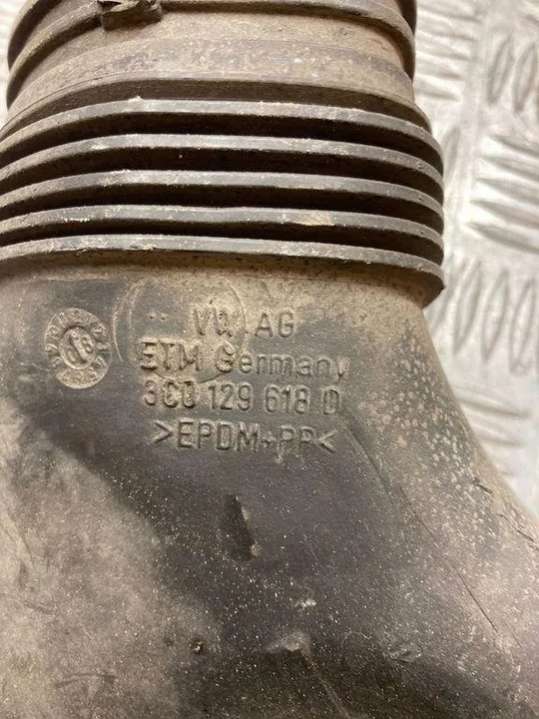 VW AG
ETM Germany
3C0 129 618 D
>EPDM+PP<